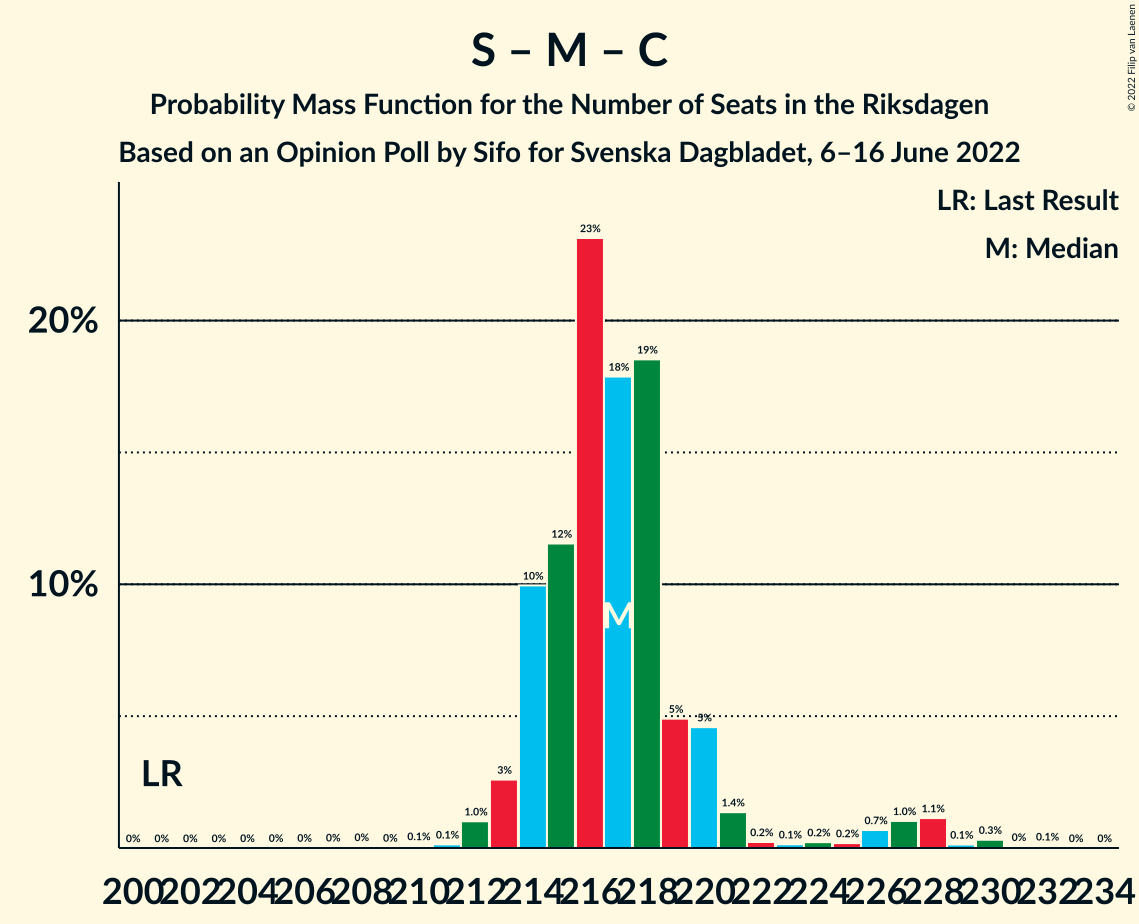 S – M – C
Probability Mass Function for the Number of Seats in the Riksdagen
Based on an Opinion Poll by Sifo for Svenska Dagbladet, 6–16 June 2022
© 2022 Filip van Laenen
LR: Last Result
M: Median
20%
10%
0% 0% 0% 0% 0% 0% 0% 0% 0% 0% 0.1% 0.1% 1.0% 3% 10% 12% 23% 18% 19% 5% 5% 1.4% 0.2% 0.1% 0.2% 0.2% 0.7% 1.0% 1.1% 0.1% 0.3% 0% 0.1% 0% 0%
LR
M
200 202 204 206 208 210 212 214 216 218 220 222 224 226 228 230 232 234